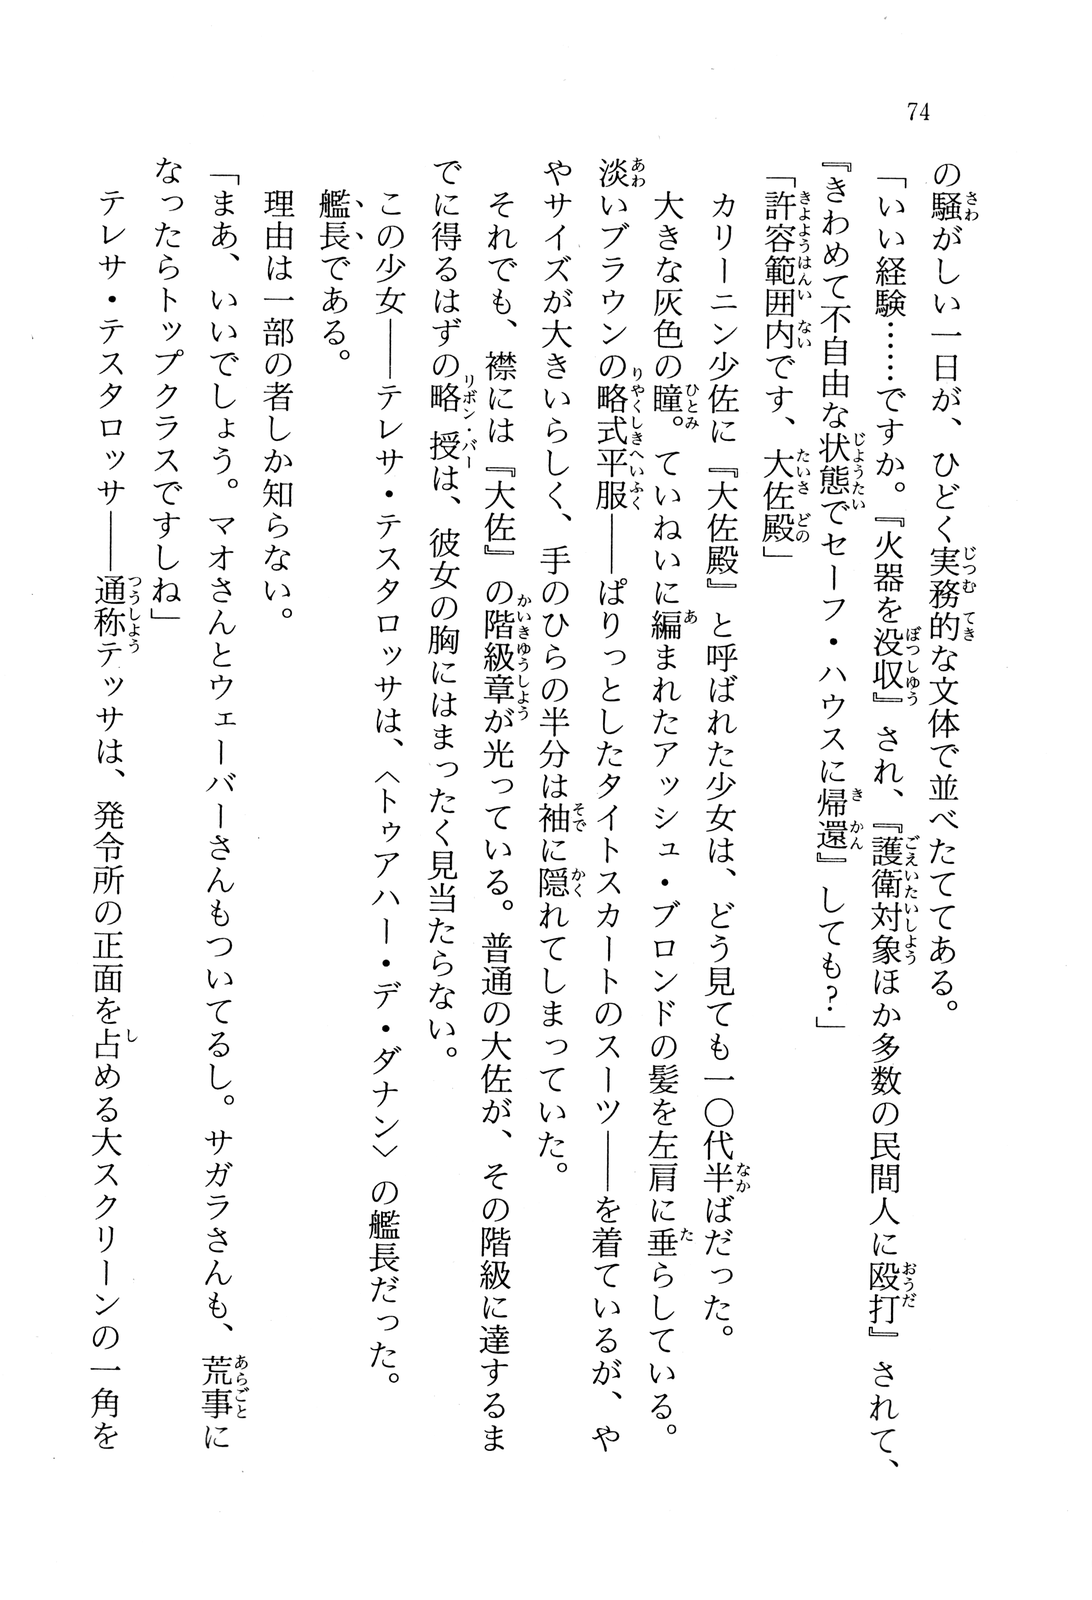 74
の騒がしい一日が、ひどく実務的な文体で並べたててある。
「いい経験……ですか。『火器を没収』され、『護衛対象ほか多数の民間人に殴打』されて、
『きわめて不自由な状態でセーフ・ハウスに帰還』しても？」
「許容範囲内です、大佐殿」
カリーニン少佐に『大佐殿』と呼ばれた少女は、どう見ても一〇代半ばだった。
大きな灰色の瞳。ていねいに編まれたアッシュ・ブロンドの髪を左肩に垂らしている。
淡いブラウンの略式平服――ぱりっとしたタイトスカートのスーツ――を着ているが、や
やサイズが大きいらしく、手のひらの半分は袖に隠れてしまっていた。
それでも、襟には『大佐』の階級章が光っている。普通の大佐が、その階級に達するま
でに得るはずの略授は、彼女の胸にはまったく見当たらない。
この少女――テレサ・テスタロッサは、〈トゥアハー・デ・ダナン〉の艦長だった。
艦長である。
理由は一部の者しか知らない。
「まあ、いいでしょう。マオさんとウェーバーさんもついてるし。サガラさんも、荒事に
なったらトップクラスですしね」
テレサ・テスタロッサ――通称テッサは、発令所の正面を占める大スクリーンの一角を